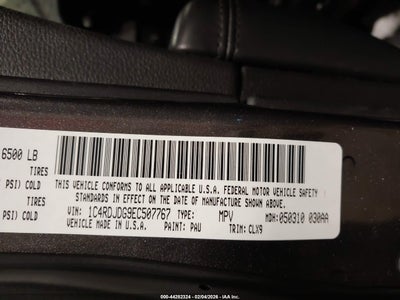 6500 LB
TIRES
PSI) COLD
TIRES
PSI) COLD
THIS VEHICLE CONFORMS TO ALL APPLICABLE U.S.A. FEDERAL MOTOR VEHICLE SAFETY
STANDARDS IN EFFECT ON THE DATE OF MANUFACTURE SHOWN ABOVE.
VIN: 1C4RDJDG9EC507767 TYPE: MPV MDH: 050310 030AA
VEHICLE MADE IN U.S.A. PAINT: PAU TRIM: CLX9
000-44282324 - 02/04/2026 - IAA Inc.